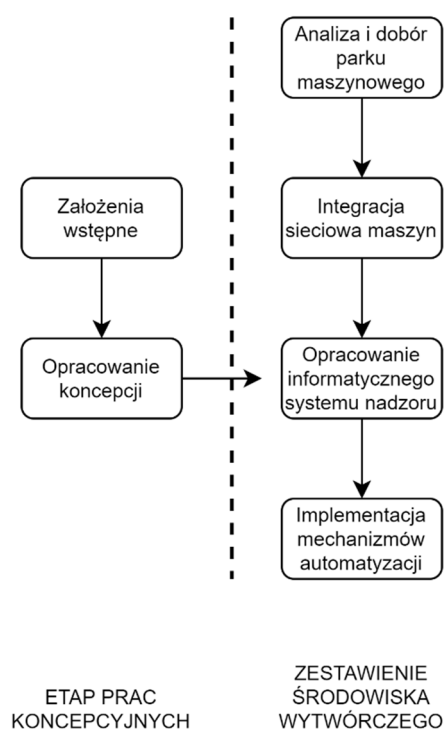 Założenia
wstępne
Opracowanie
koncepcji
ETAP PRAC
KONCEPCYJNYCH
Analiza i dobór
parku
maszynowego
Integracja
sieciowa maszyn
Opracowanie
informatycznego
systemu nadzoru
Implementacja
mechanizmów
automatyzacji
ZESTAWIENIE
ŚRODOWISKA
WYTWÓRCZEGO